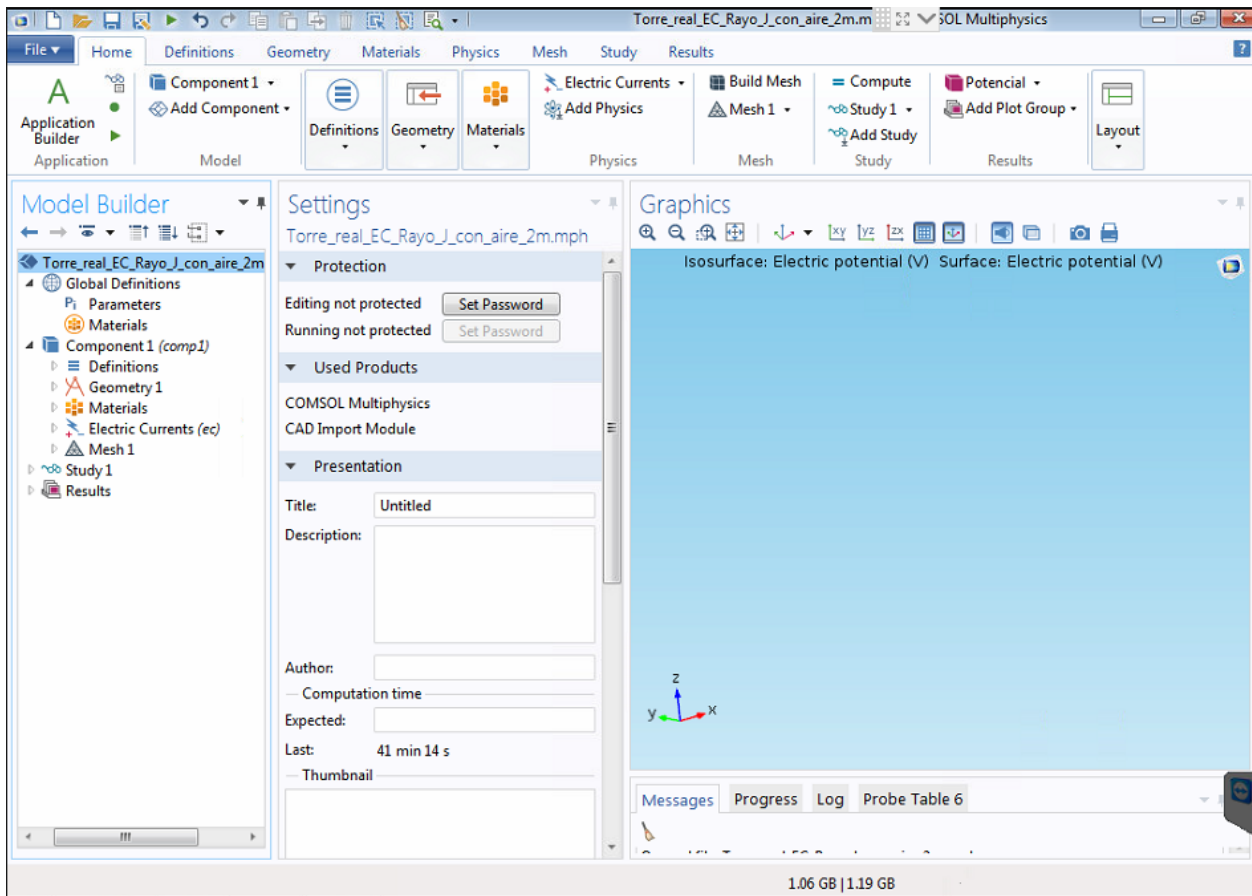 Torre_real_EC_Rayo_J_con_aire_2m.m SOL Multiphysics
File Home Definitions Geometry Materials Physics Mesh Study Results
Application Builder
Application
Component 1
Add Component
Model
Definitions
Geometry
Materials
Electric Currents
Add Physics
Physics
Build Mesh
Mesh 1
Mesh
= Compute
Study 1
Add Study
Study
Potencial
Add Plot Group
Results
Layout
Model Builder
Torre_real_EC_Rayo_J_con_aire_2m
Global Definitions
Pi Parameters
Materials
Component 1 (comp1)
Definitions
Geometry 1
Materials
Electric Currents (ec)
Mesh 1
Study 1
Results
Settings
Torre_real_EC_Rayo_J_con_aire_2m.mph
Protection
Editing not protected Set Password
Running not protected Set Password
Used Products
COMSOL Multiphysics
CAD Import Module
Presentation
Title: Untitled
Description:
Author:
Computation time
Expected:
Last: 41 min 14 s
Thumbnail
Graphics
xy yz zx
Isosurface: Electric potential (V) Surface: Electric potential (V)
z
y x
Messages Progress Log Probe Table 6
1.06 GB | 1.19 GB